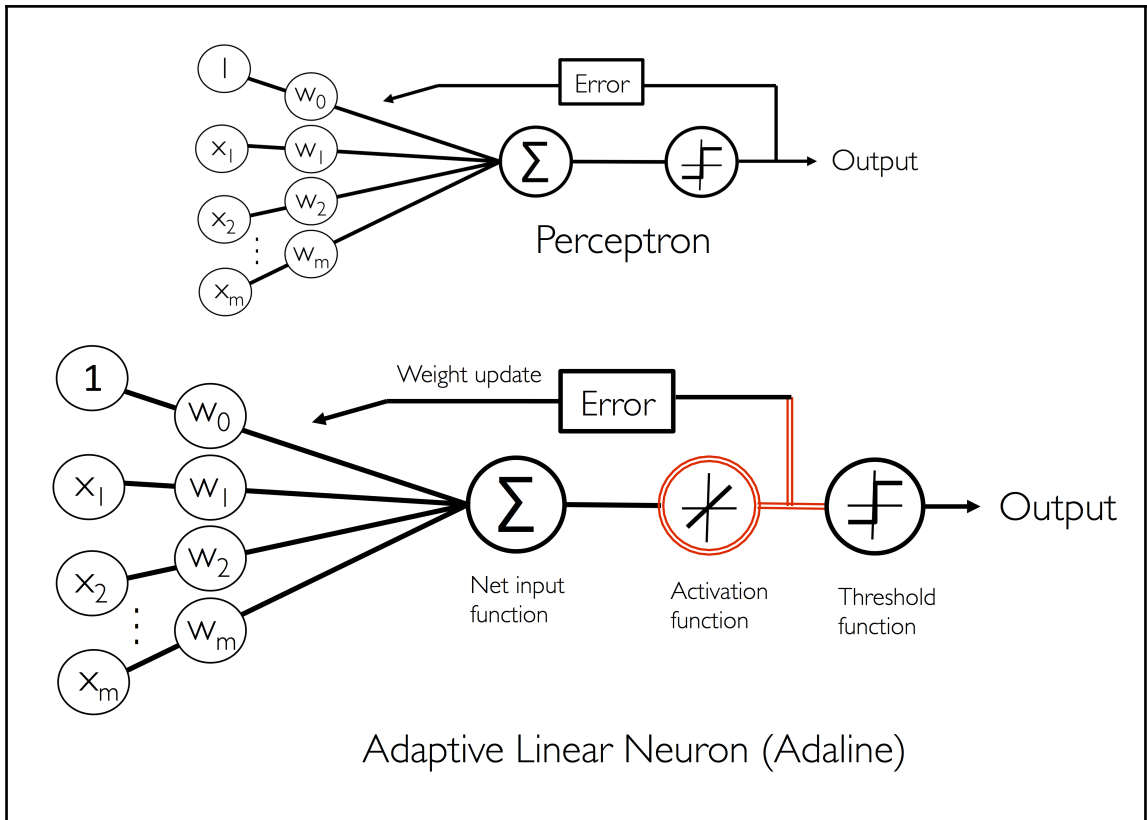 1
w0
Error
x1
w1
Σ
Output
x2
w2
wm
xm
Perceptron
1
w0
Weight update
Error
x1
w1
Σ
Output
x2
w2
wm
xm
Net input
function
Activation
function
Threshold
function
Adaptive Linear Neuron (Adaline)